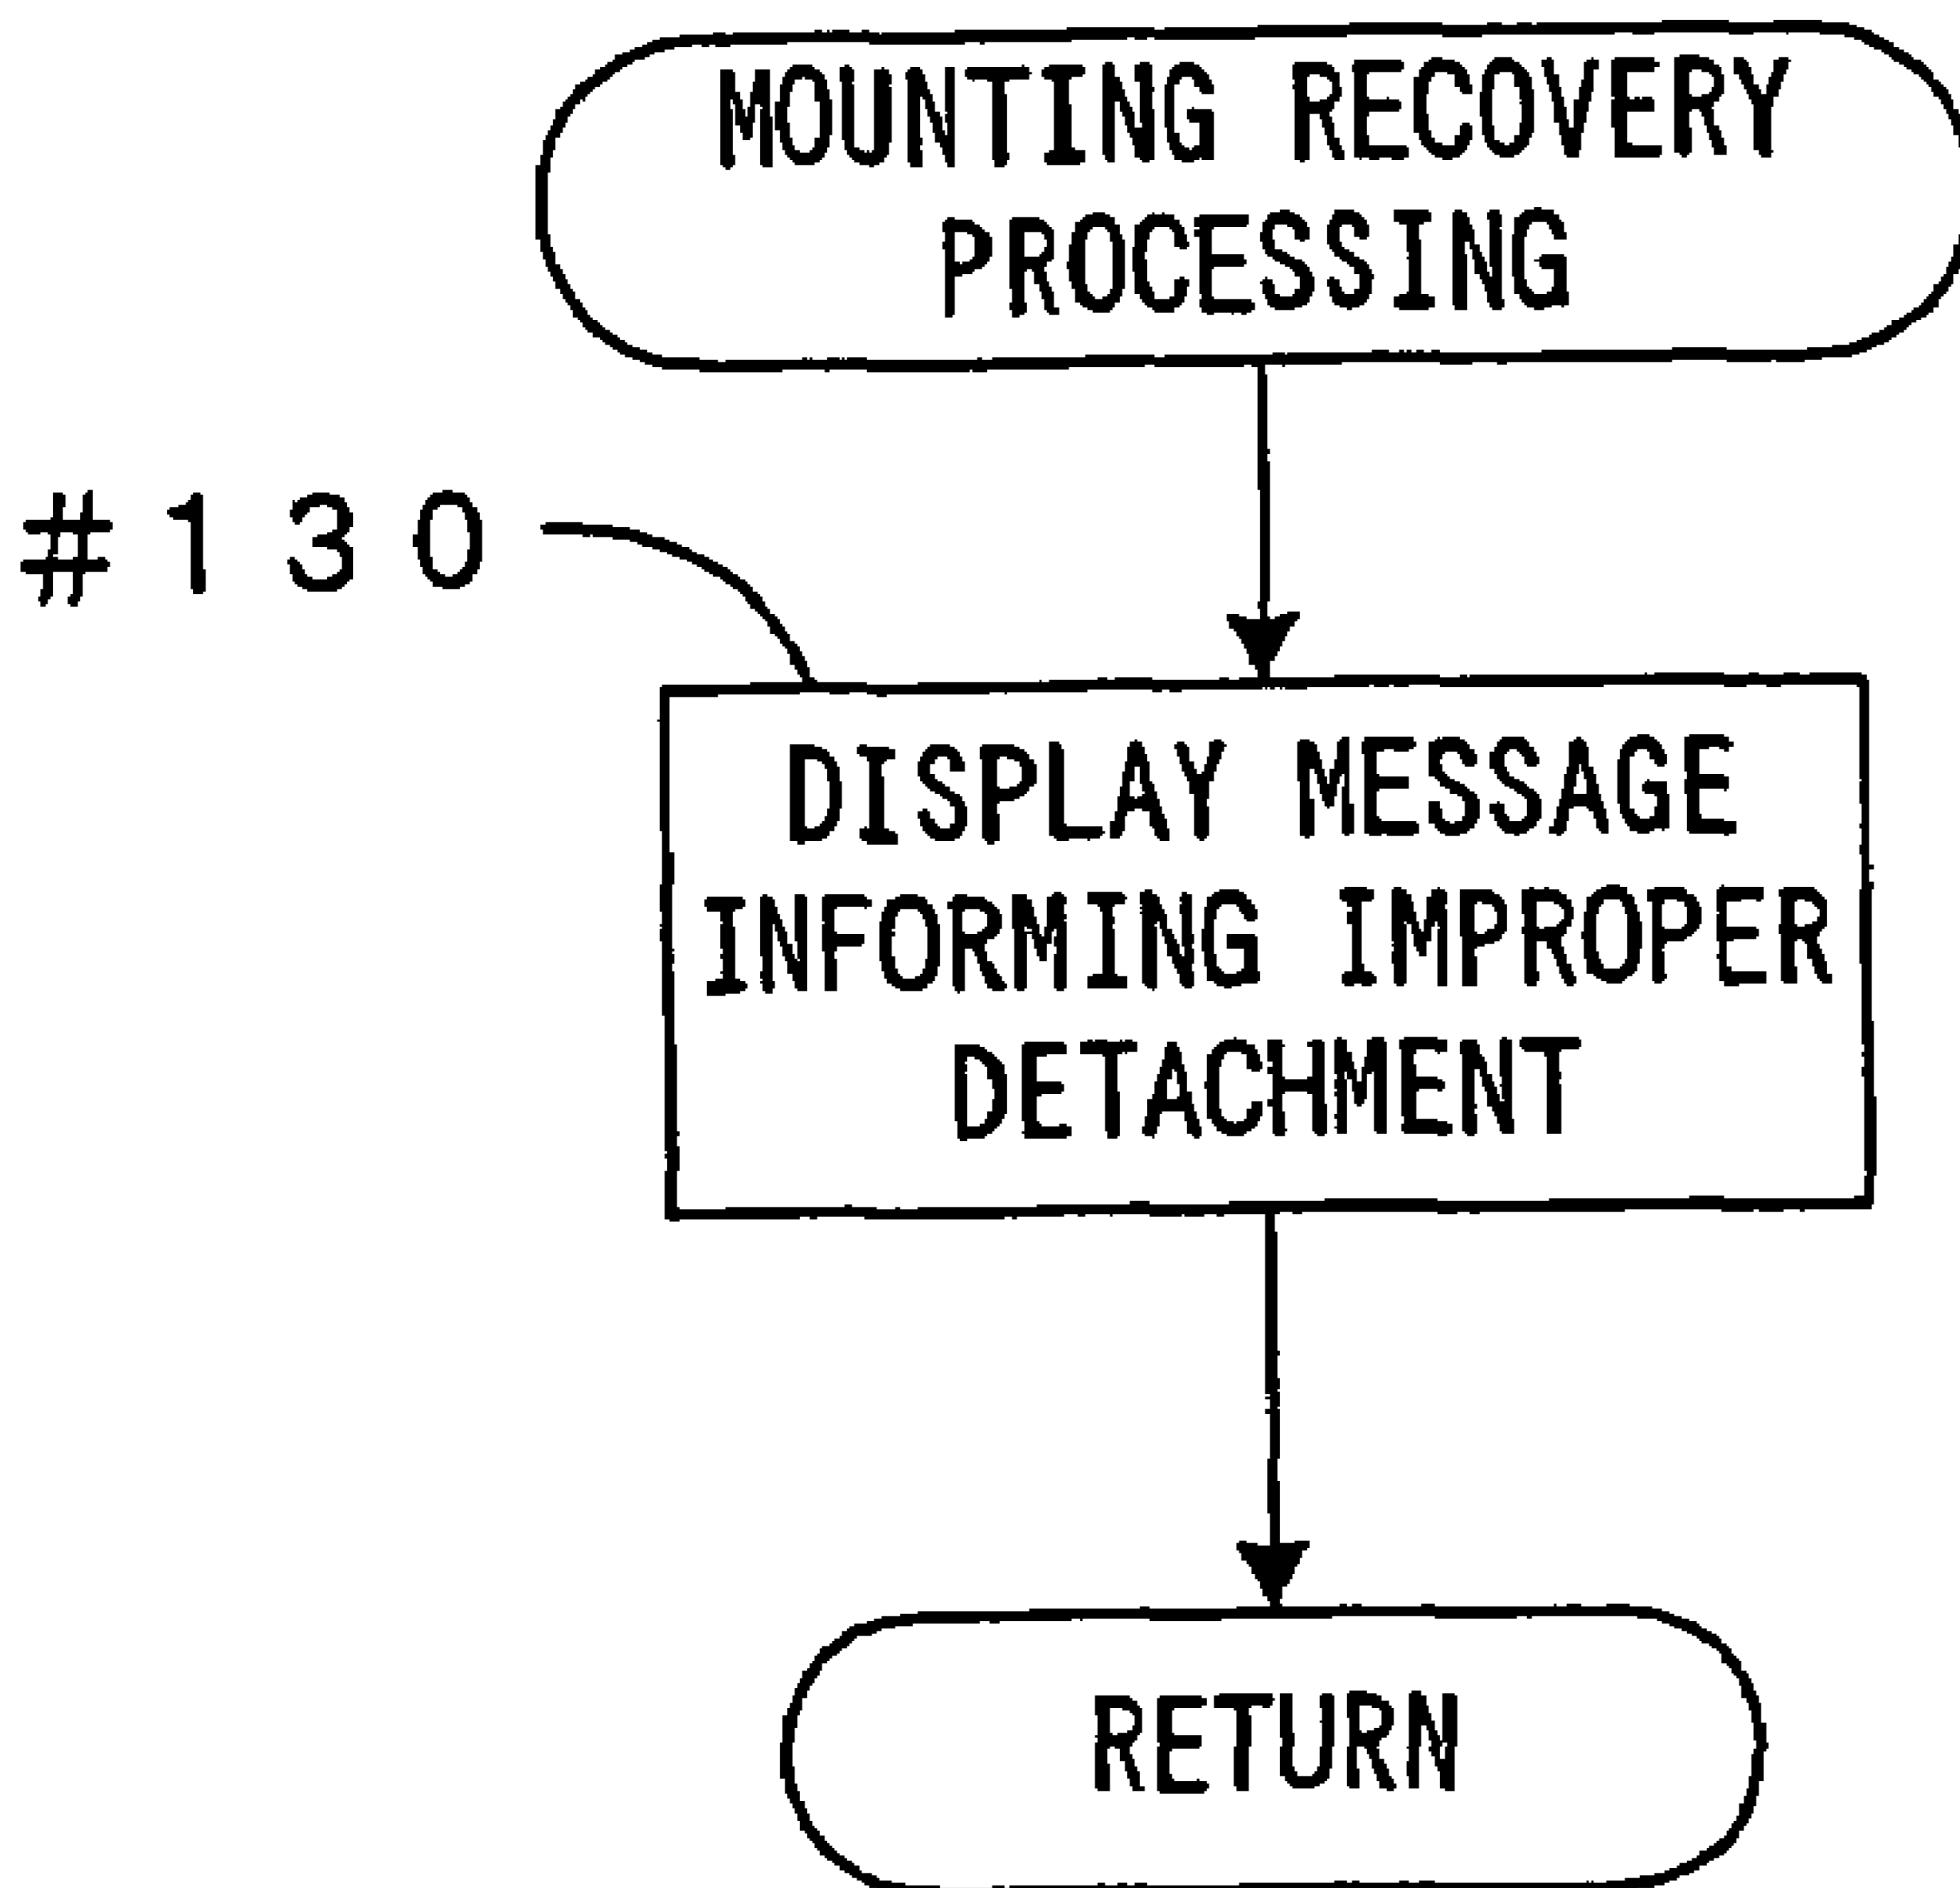 MOUNTING RECOVERY
PROCESSING
#130
DISPLAY MESSAGE
INFORMING IMPROPER
DETACHMENT
RETURN